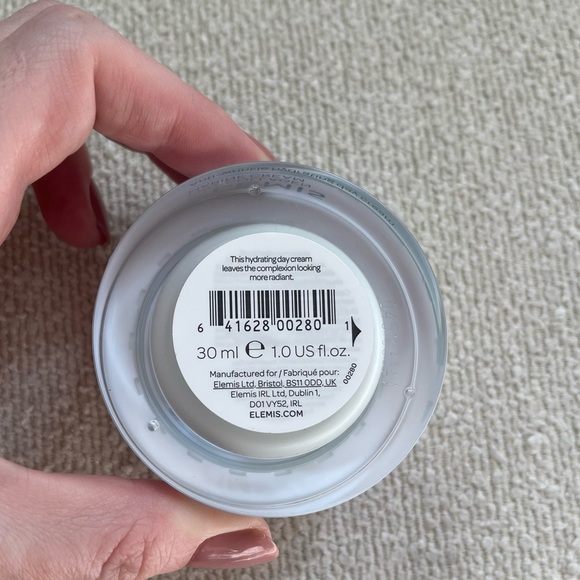 This hydrating day cream
leaves the complexion looking
more radiant.
6 41628 00280 1
30 ml ℮ 1.0 US fl.oz.
Manufactured for / Fabriqué pour:
Elemis Ltd, Bristol, BS11 0DD, UK
Elemis IRL Ltd, Dublin 1,
D01 VY52, IRL
ELEMIS.COM
00280